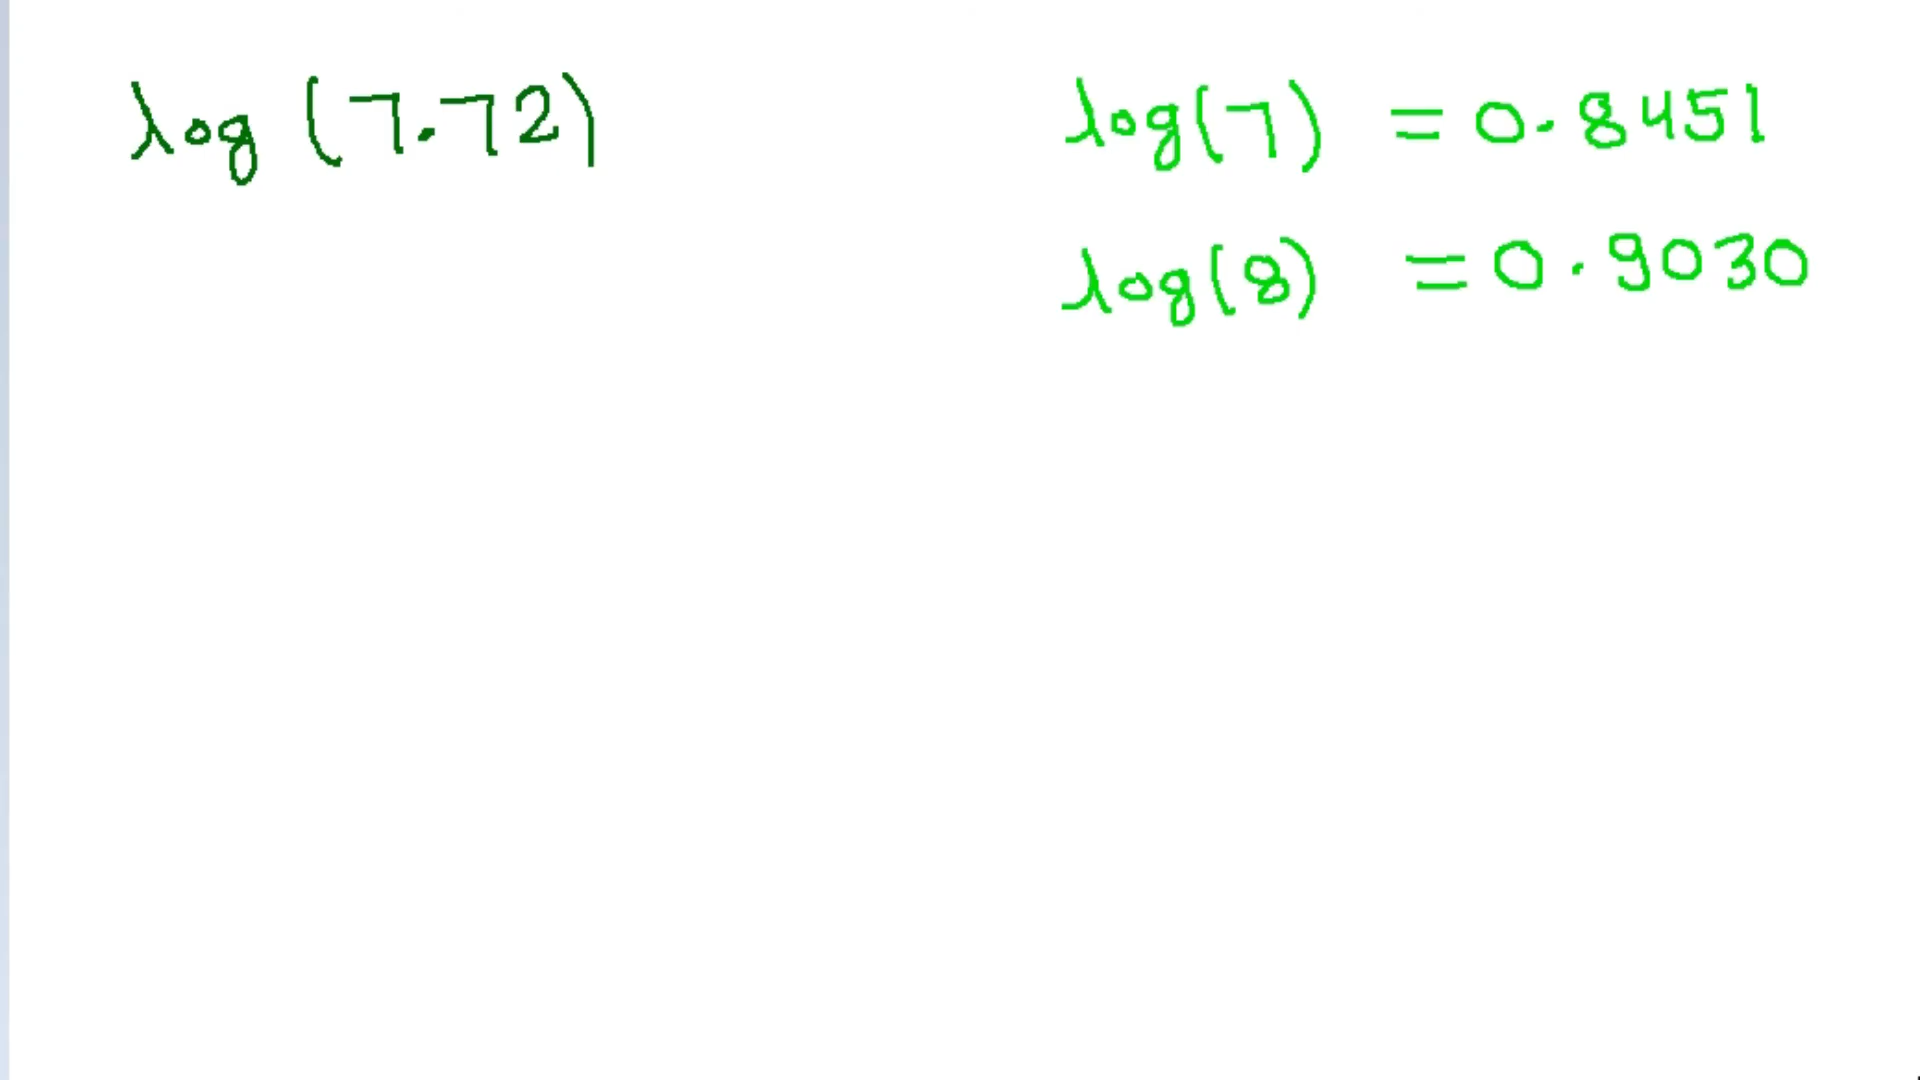 log (7.72)
log(7) = 0.8451
log(8) = 0.9030